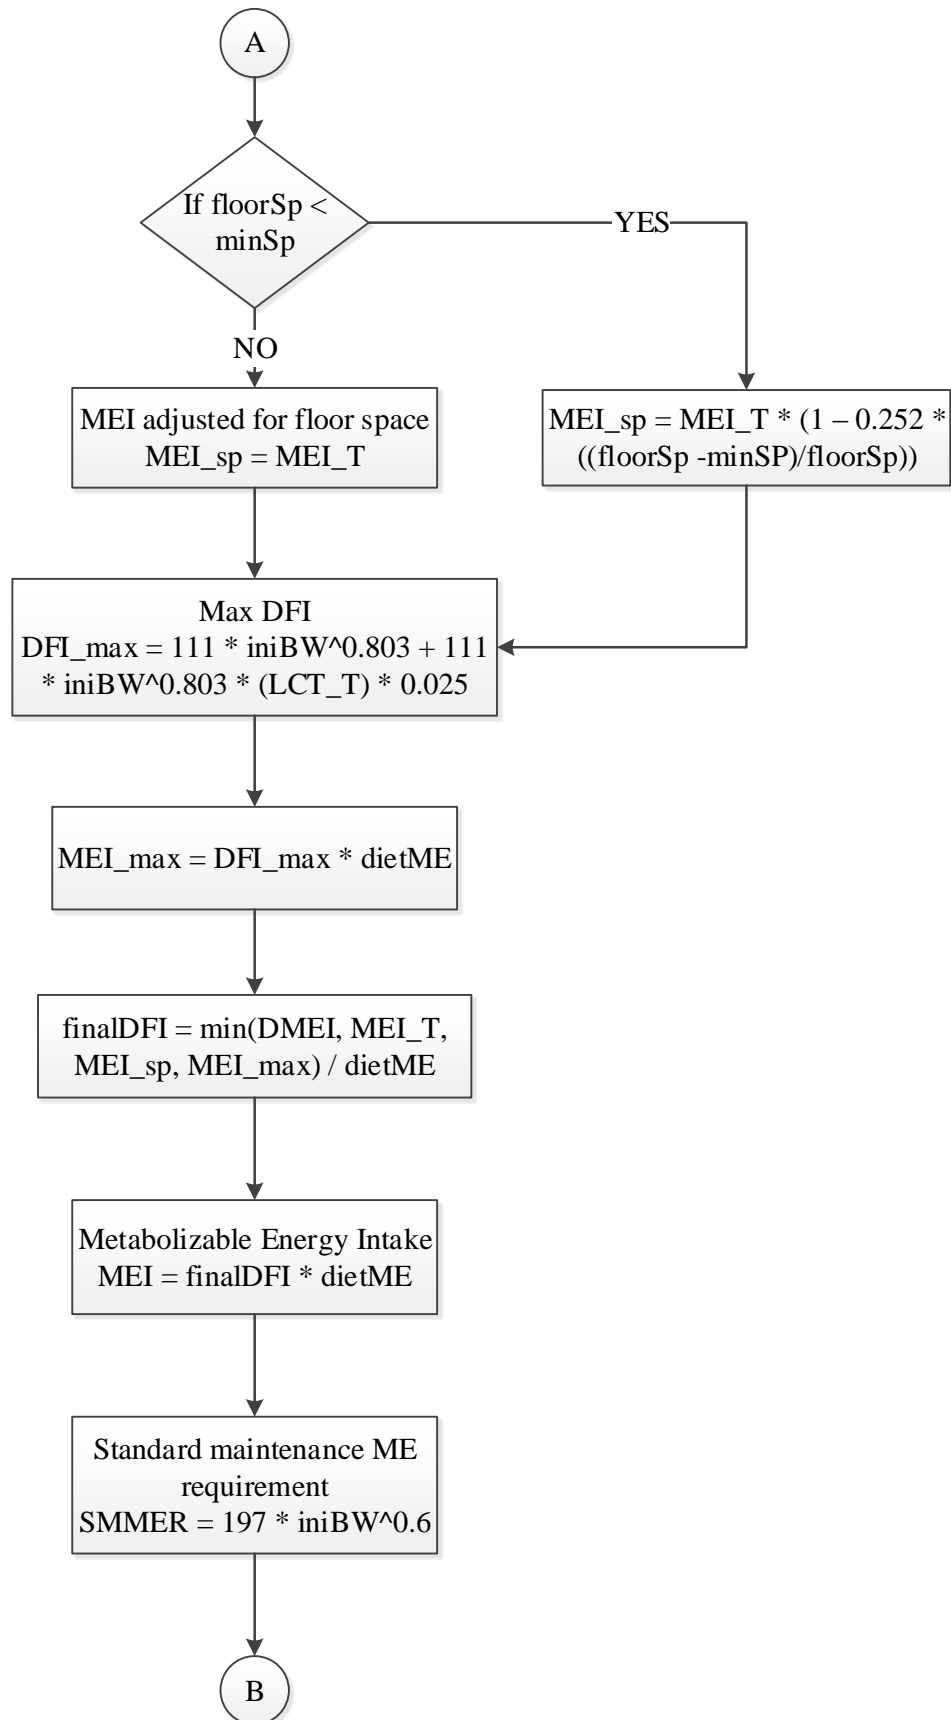 A
If floorSp <
minSp
YES
NO
MEI adjusted for floor space
MEI_sp = MEI_T
MEI_sp = MEI_T * (1 – 0.252 *
((floorSp -minSP)/floorSp))
Max DFI
DFI_max = 111 * iniBW^0.803 + 111
* iniBW^0.803 * (LCT_T) * 0.025
MEI_max = DFI_max * dietME
finalDFI = min(DMEI, MEI_T,
MEI_sp, MEI_max) / dietME
Metabolizable Energy Intake
MEI = finalDFI * dietME
Standard maintenance ME
requirement
SMMER = 197 * iniBW^0.6
B